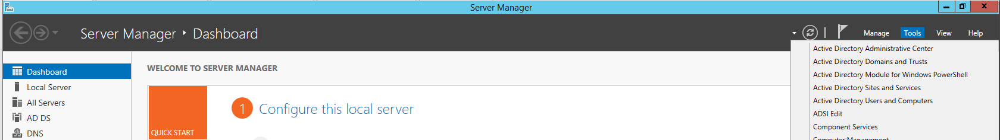 Server Manager
Server Manager ‣ Dashboard
Manage Tools View Help
Active Directory Administrative Center
Active Directory Domains and Trusts
Active Directory Module for Windows PowerShell
Active Directory Sites and Services
Active Directory Users and Computers
ADSI Edit
Component Services
Computer Management
Dashboard
Local Server
All Servers
AD DS
DNS
WELCOME TO SERVER MANAGER
QUICK START
1 Configure this local server